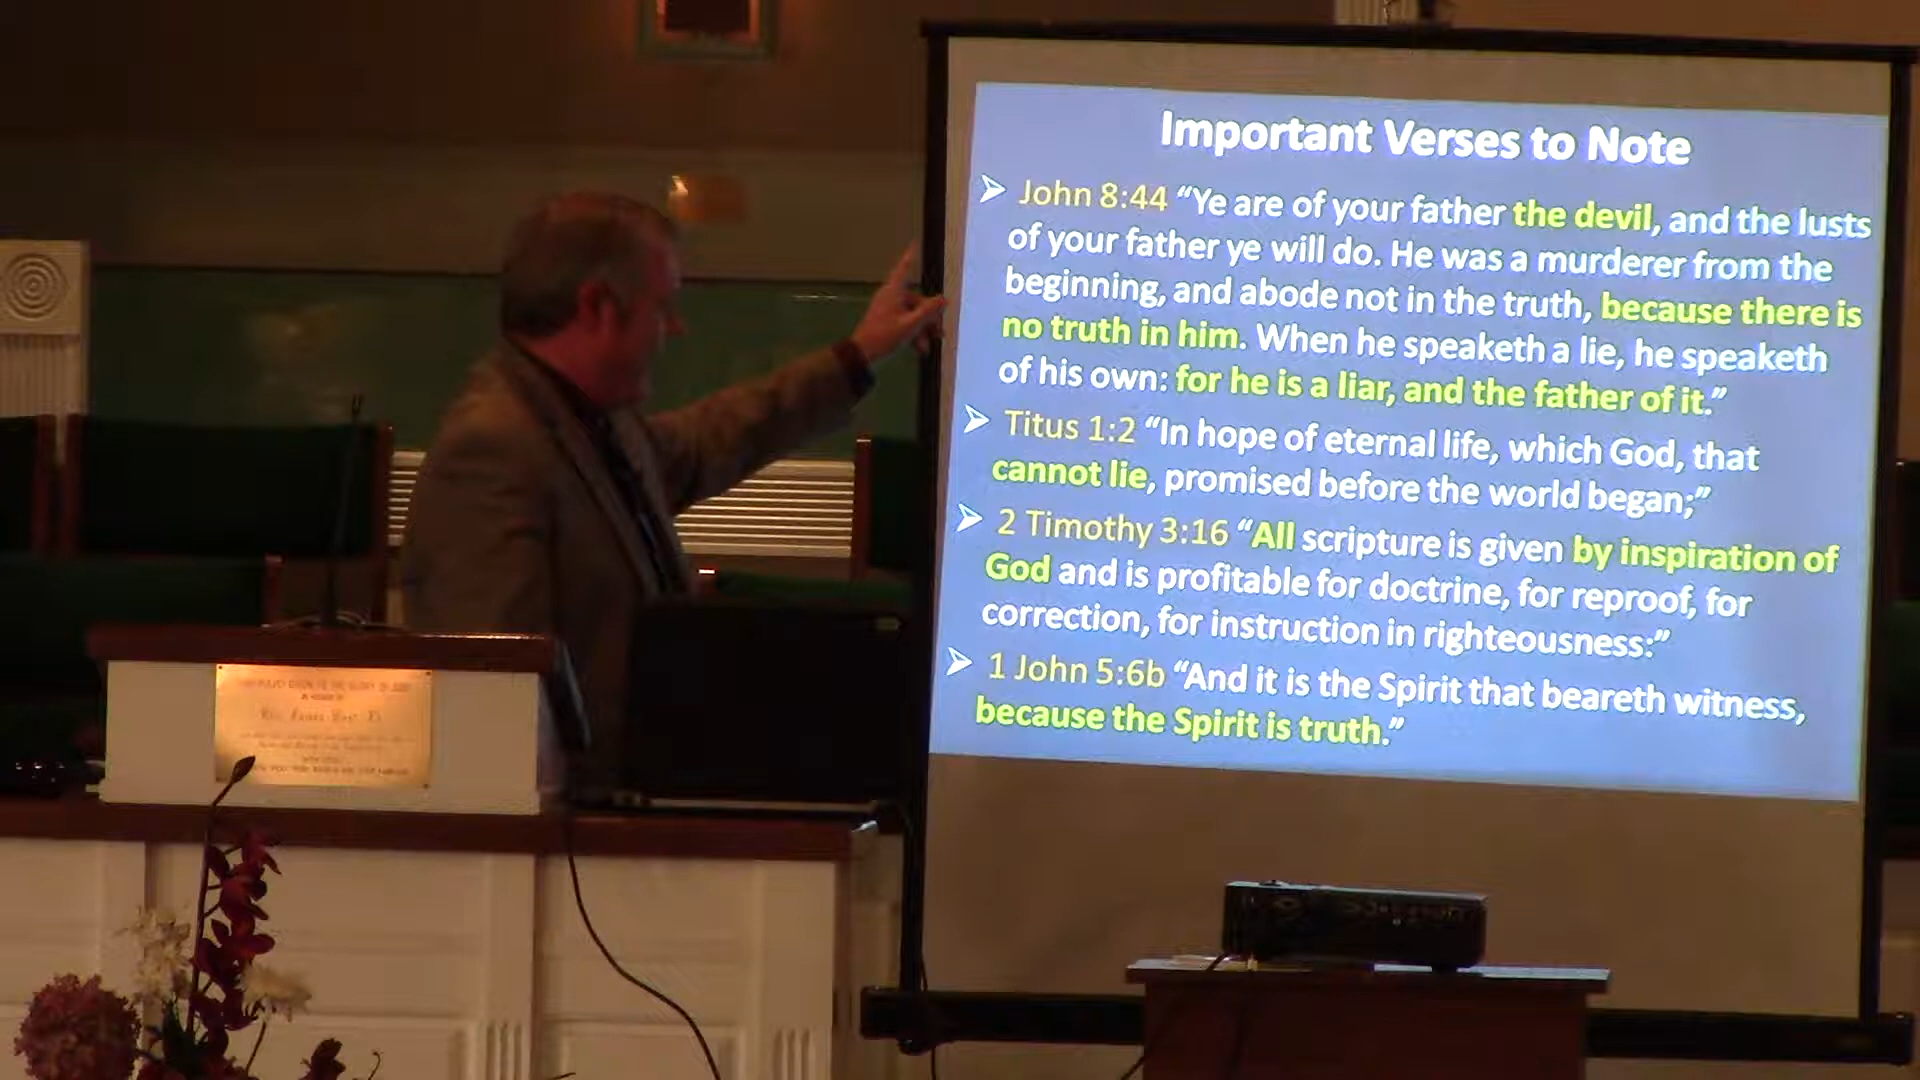 Important Verses to Note
➢ John 8:44 “Ye are of your father the devil, and the lusts
of your father ye will do. He was a murderer from the
beginning, and abode not in the truth, because there is
no truth in him. When he speaketh a lie, he speaketh
of his own: for he is a liar, and the father of it.”
➢ Titus 1:2 “In hope of eternal life, which God, that
cannot lie, promised before the world began;”
➢ 2 Timothy 3:16 “All scripture is given by inspiration of
God and is profitable for doctrine, for reproof, for
correction, for instruction in righteousness:”
➢ 1 John 5:6b “And it is the Spirit that beareth witness,
because the Spirit is truth.”